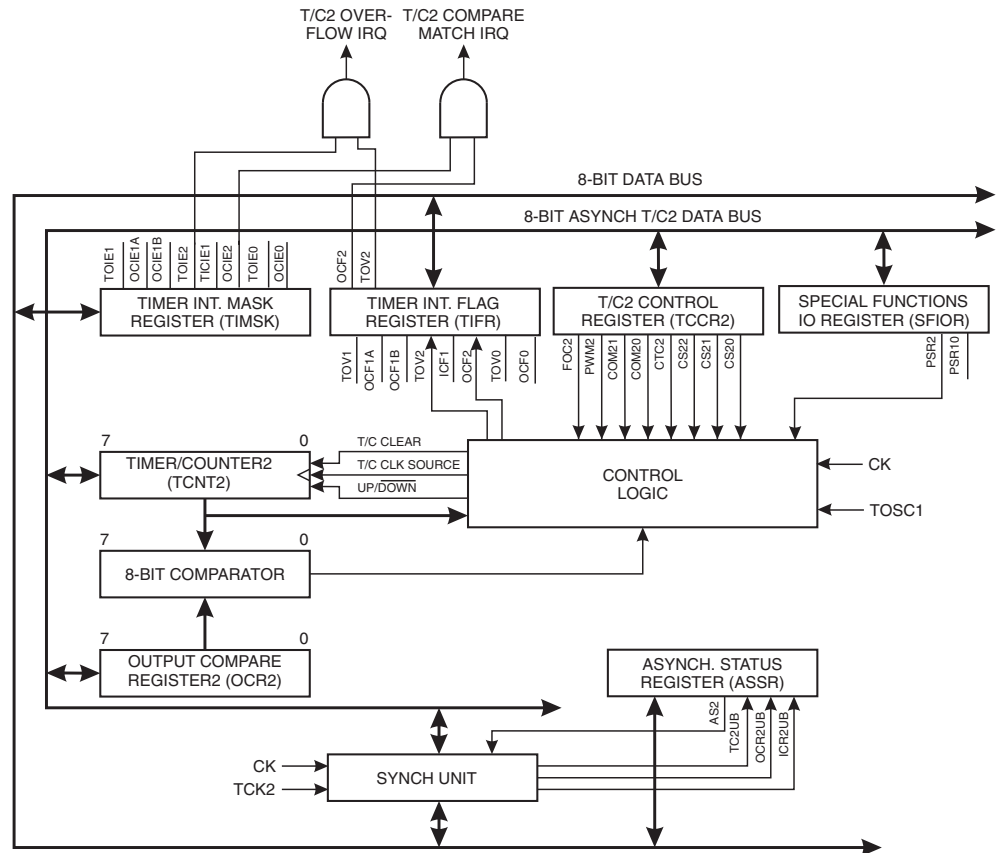 T/C2 OVER-
FLOW IRQ
T/C2 COMPARE
MATCH IRQ
8-BIT DATA BUS
8-BIT ASYNCH T/C2 DATA BUS
TOIE1
OCIE1A
OCIE1B
TOIE2
TICIE1
OCIE2
TOIE0
OCIE0
OCF2
TOV2
TIMER INT. MASK
REGISTER (TIMSK)
TIMER INT. FLAG
REGISTER (TIFR)
T/C2 CONTROL
REGISTER (TCCR2)
SPECIAL FUNCTIONS
IO REGISTER (SFIOR)
TOV1
OCF1A
OCF1B
TOV2
ICF1
OCF2
TOV0
OCF0
FOC2
PWM2
COM21
COM20
CTC2
CS22
CS21
CS20
PSR2
PSR10
7 0
TIMER/COUNTER2
(TCNT2)
T/C CLEAR
T/C CLK SOURCE
UP/DOWN
CONTROL
LOGIC
CK
TOSC1
7 0
8-BIT COMPARATOR
7 0
OUTPUT COMPARE
REGISTER2 (OCR2)
ASYNCH. STATUS
REGISTER (ASSR)
AS2
TC2UB
OCR2UB
ICR2UB
CK
TCK2
SYNCH UNIT